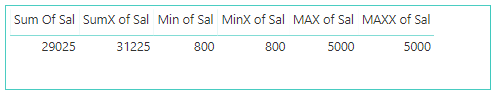 Sum Of Sal SumX of Sal Min of Sal MinX of Sal MAX of Sal MAXX of Sal
29025 31225 800 800 5000 5000